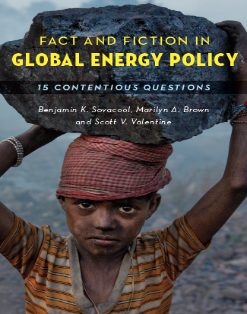 FACT AND FICTION IN
GLOBAL ENERGY POLICY
15 CONTENTIOUS QUESTIONS
Benjamin K. Sovacool, Marilyn A. Brown
and Scott V. Valentine